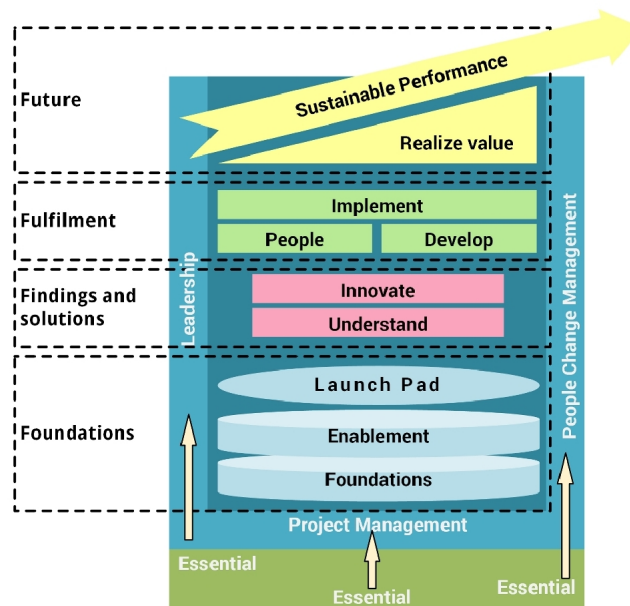 Sustainable Performance
Future
Realize value
Fulfilment
Implement
People
Develop
Findings and
solutions
Innovate
Understand
Leadership
People Change Management
Launch Pad
Foundations
Enablement
Foundations
Project Management
Essential
Essential
Essential